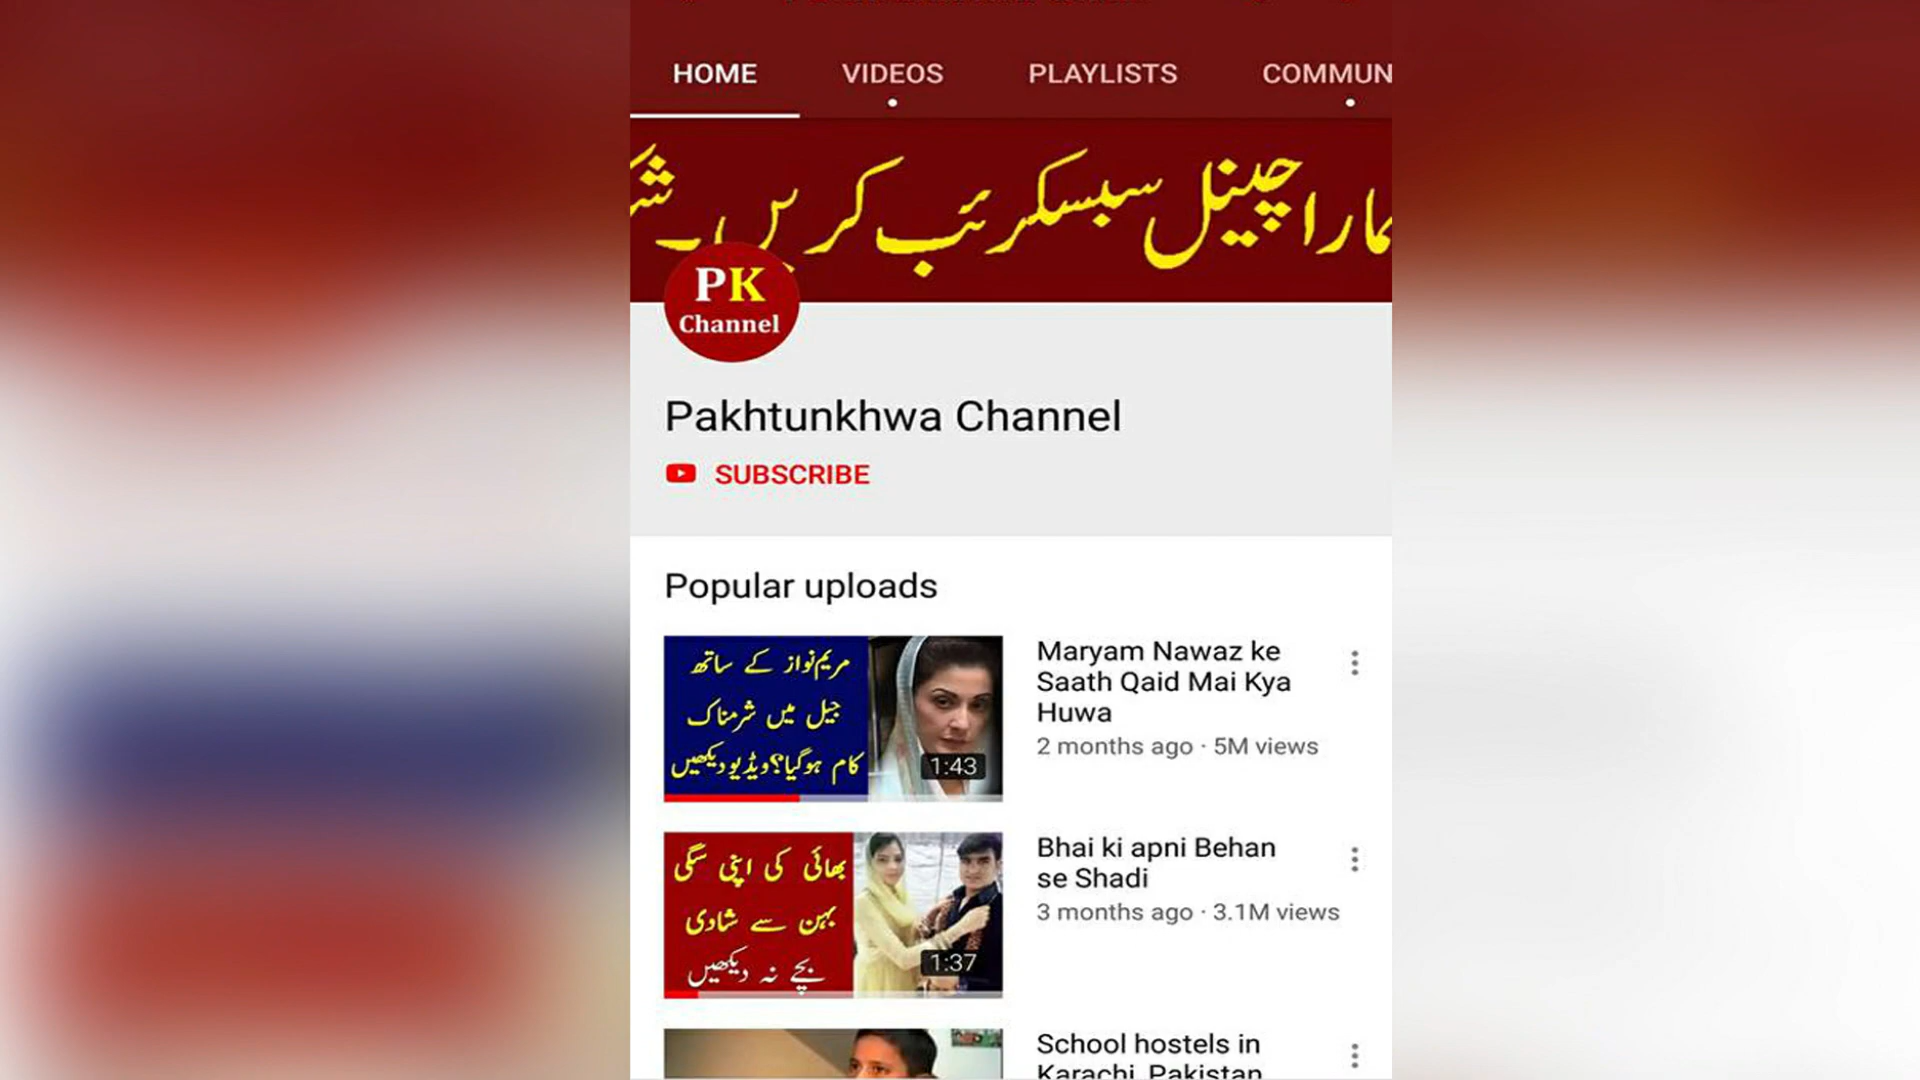 HOME VIDEOS PLAYLISTS COMMUN
ہمارا چینل سبسکرائب کریں۔
PK
Channel
Pakhtunkhwa Channel
SUBSCRIBE
Popular uploads
مریم نواز کے ساتھ
جیل میں شرمناک
کام ہوگیا؟ ویڈیو دیکھیں
1:43
Maryam Nawaz ke
Saath Qaid Mai Kya
Huwa
2 months ago · 5M views
بھائی کی اپنی سگی
بہن سے شادی
بچے نہ دیکھیں
1:37
Bhai ki apni Behan
se Shadi
3 months ago · 3.1M views
School hostels in
Karachi, Pakistan